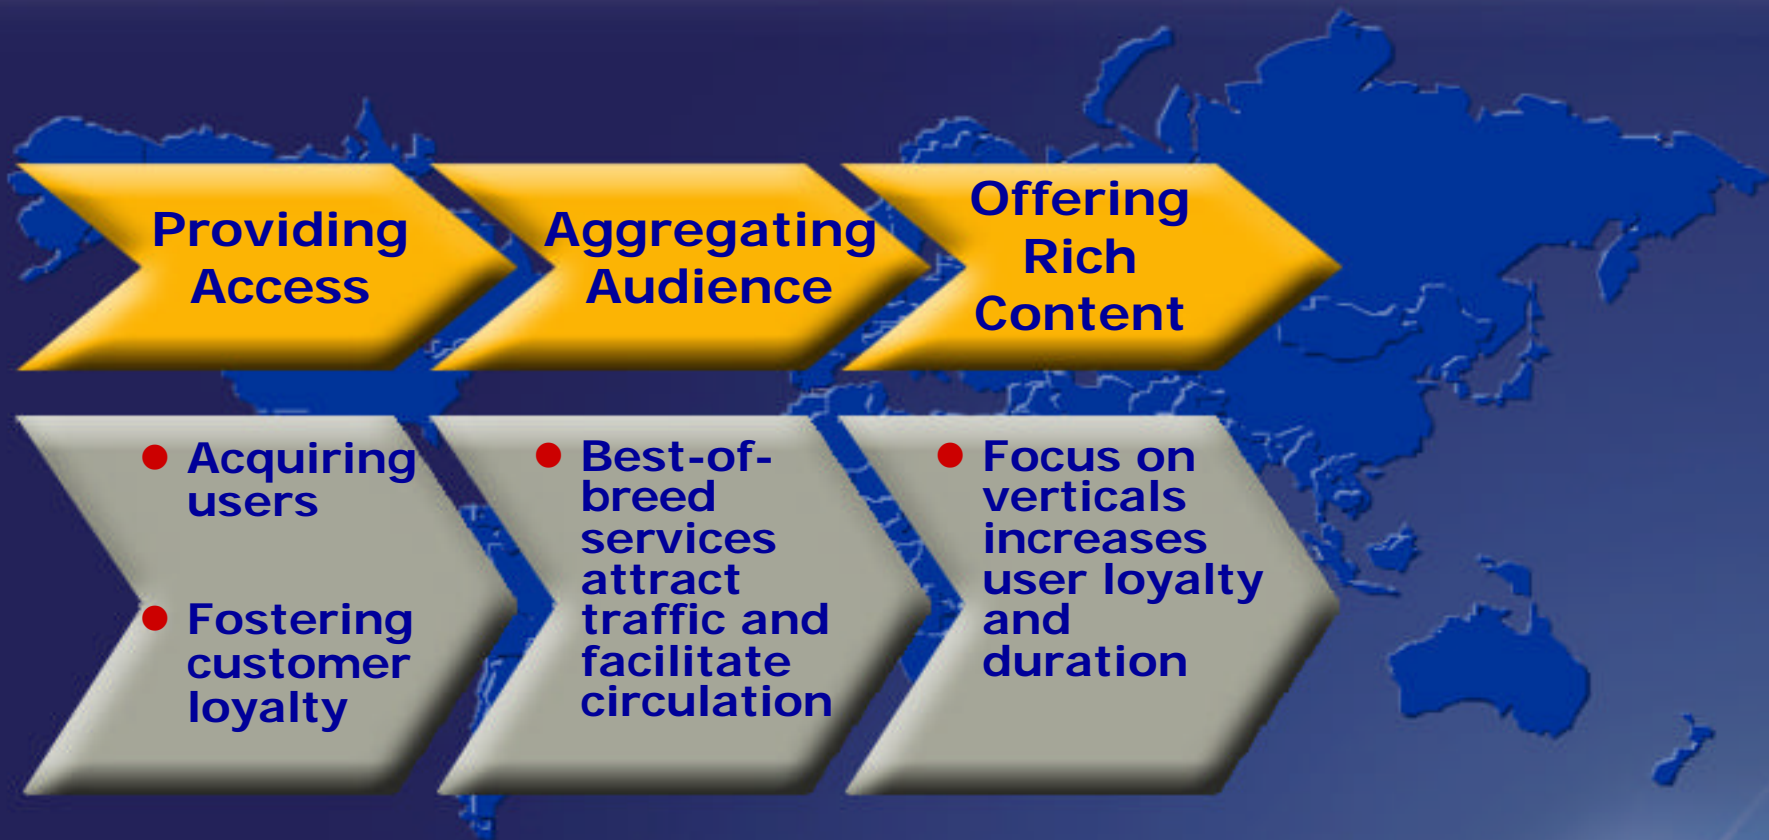 Providing
Access
Aggregating
Audience
Offering
Rich
Content
● Acquiring
users
● Fostering
customer
loyalty
● Best-of-
breed
services
attract
traffic and
facilitate
circulation
● Focus on
verticals
increases
user loyalty
and
duration